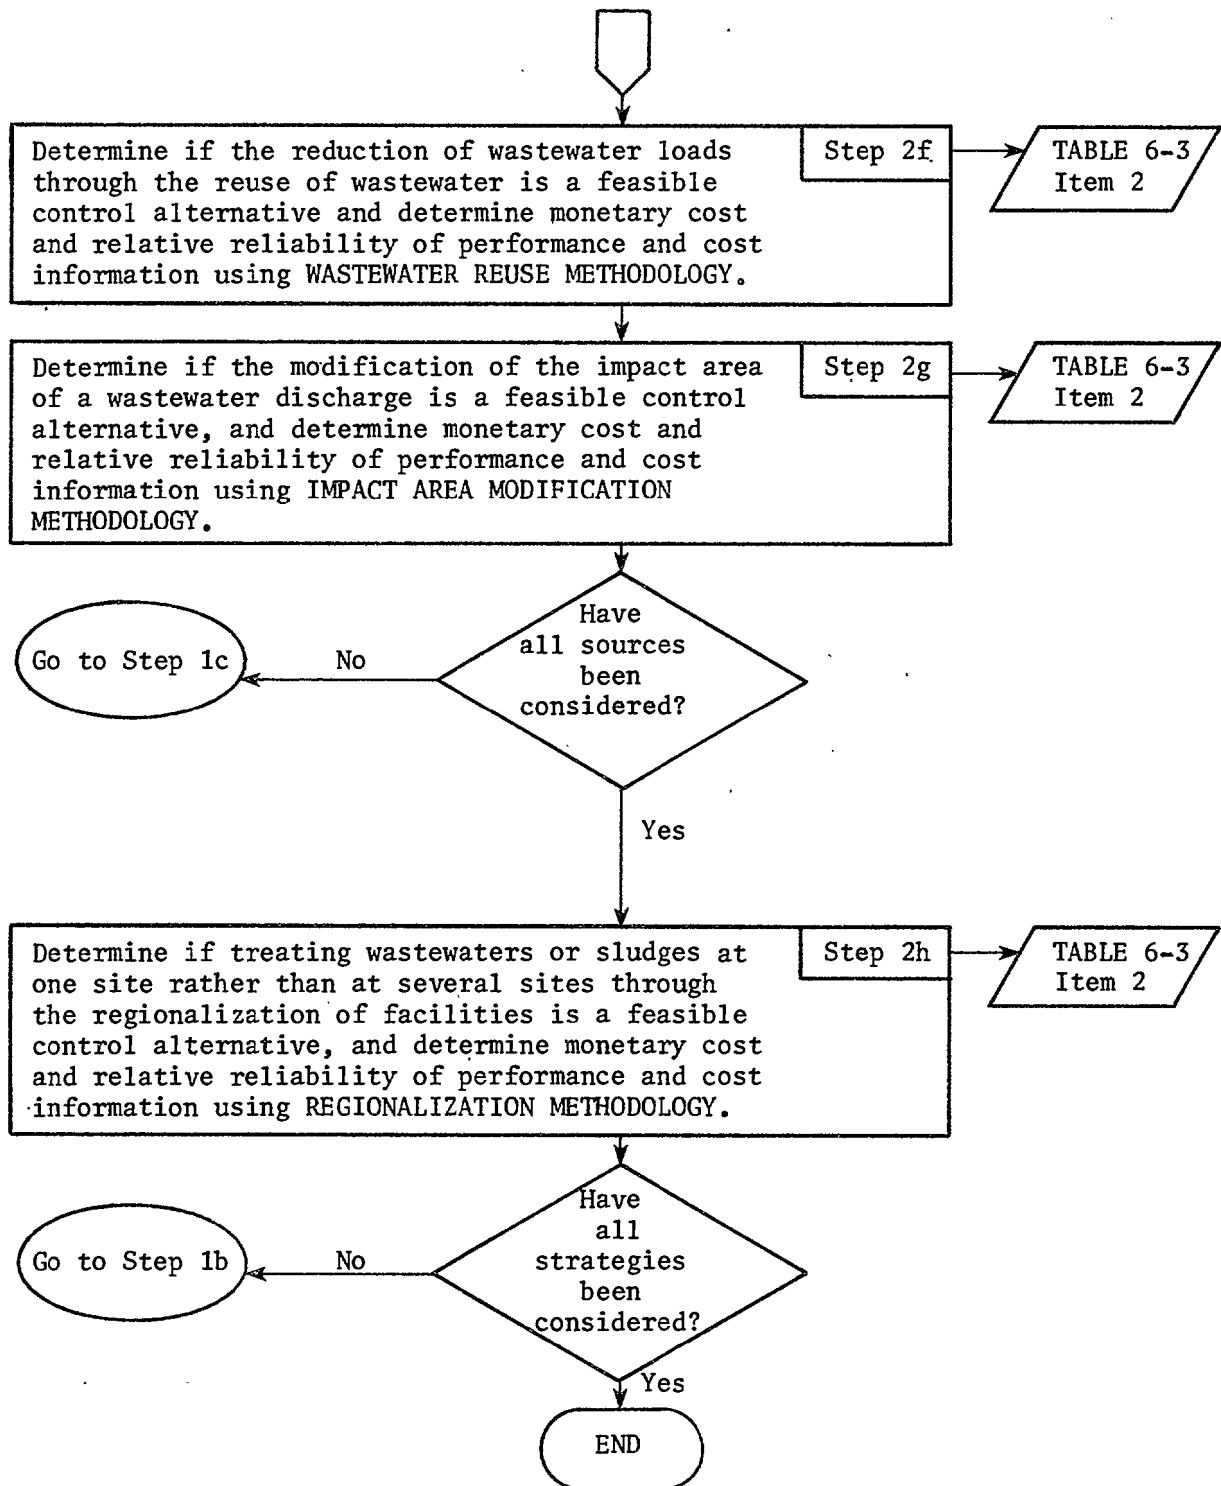 Determine if the reduction of wastewater loads
through the reuse of wastewater is a feasible
control alternative and determine monetary cost
and relative reliability of performance and cost
information using WASTEWATER REUSE METHODOLOGY.
Step 2f
TABLE 6-3
Item 2
Determine if the modification of the impact area
of a wastewater discharge is a feasible control
alternative, and determine monetary cost and
relative reliability of performance and cost
information using IMPACT AREA MODIFICATION
METHODOLOGY.
Step 2g
TABLE 6-3
Item 2
Have
all sources
been
considered?
No
Go to Step 1c
Yes
Determine if treating wastewaters or sludges at
one site rather than at several sites through
the regionalization of facilities is a feasible
control alternative, and determine monetary cost
and relative reliability of performance and cost
information using REGIONALIZATION METHODOLOGY.
Step 2h
TABLE 6-3
Item 2
Have
all
strategies
been
considered?
No
Go to Step 1b
Yes
END